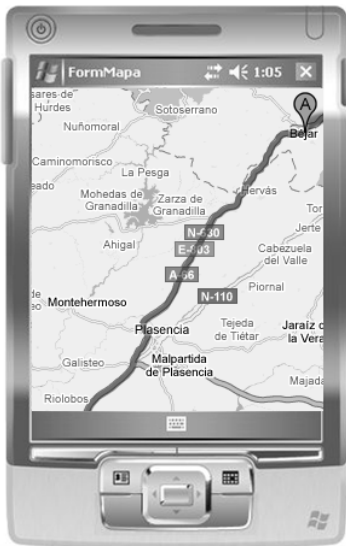 FormMapa 1:05
Hurdes
Sotoserrano
Nuñomoral
A
Béjar
Caminomorisco
La Pesga
Hervás
Mohedas de
Granadilla
Zarza de
Granadilla
Jerte
N-630
E-803
Ahigal
Cabezuela
del Valle
A-66
N-110
Piornal
Montehermoso
Plasencia
Tejeda
de Tiétar
Jaraíz
la Vera
Malpartida
de Plasencia
Galisteo
Majada
Riolobos